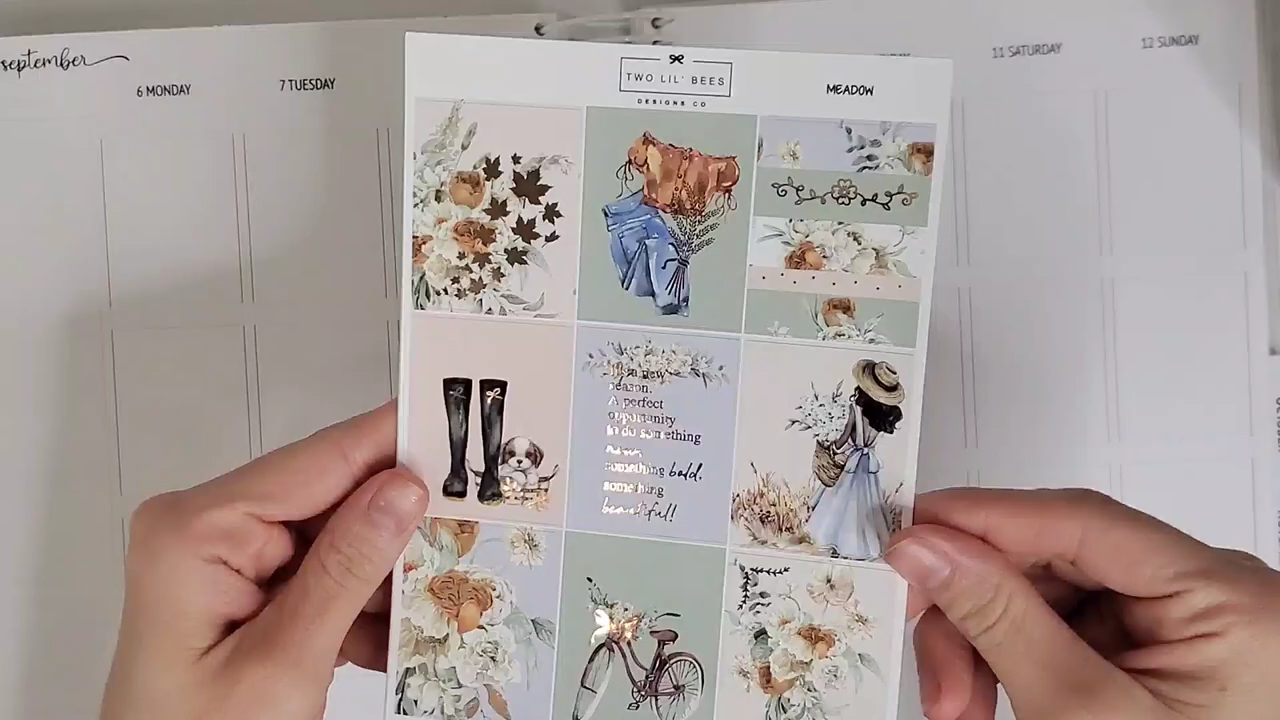 september
6 MONDAY
7 TUESDAY
11 SATURDAY
12 SUNDAY
TWO LIL' BEES
DESIGNS CO
MEADOW
a new
season.
A perfect
opportunity
to do something
something bold,
something
beautiful!